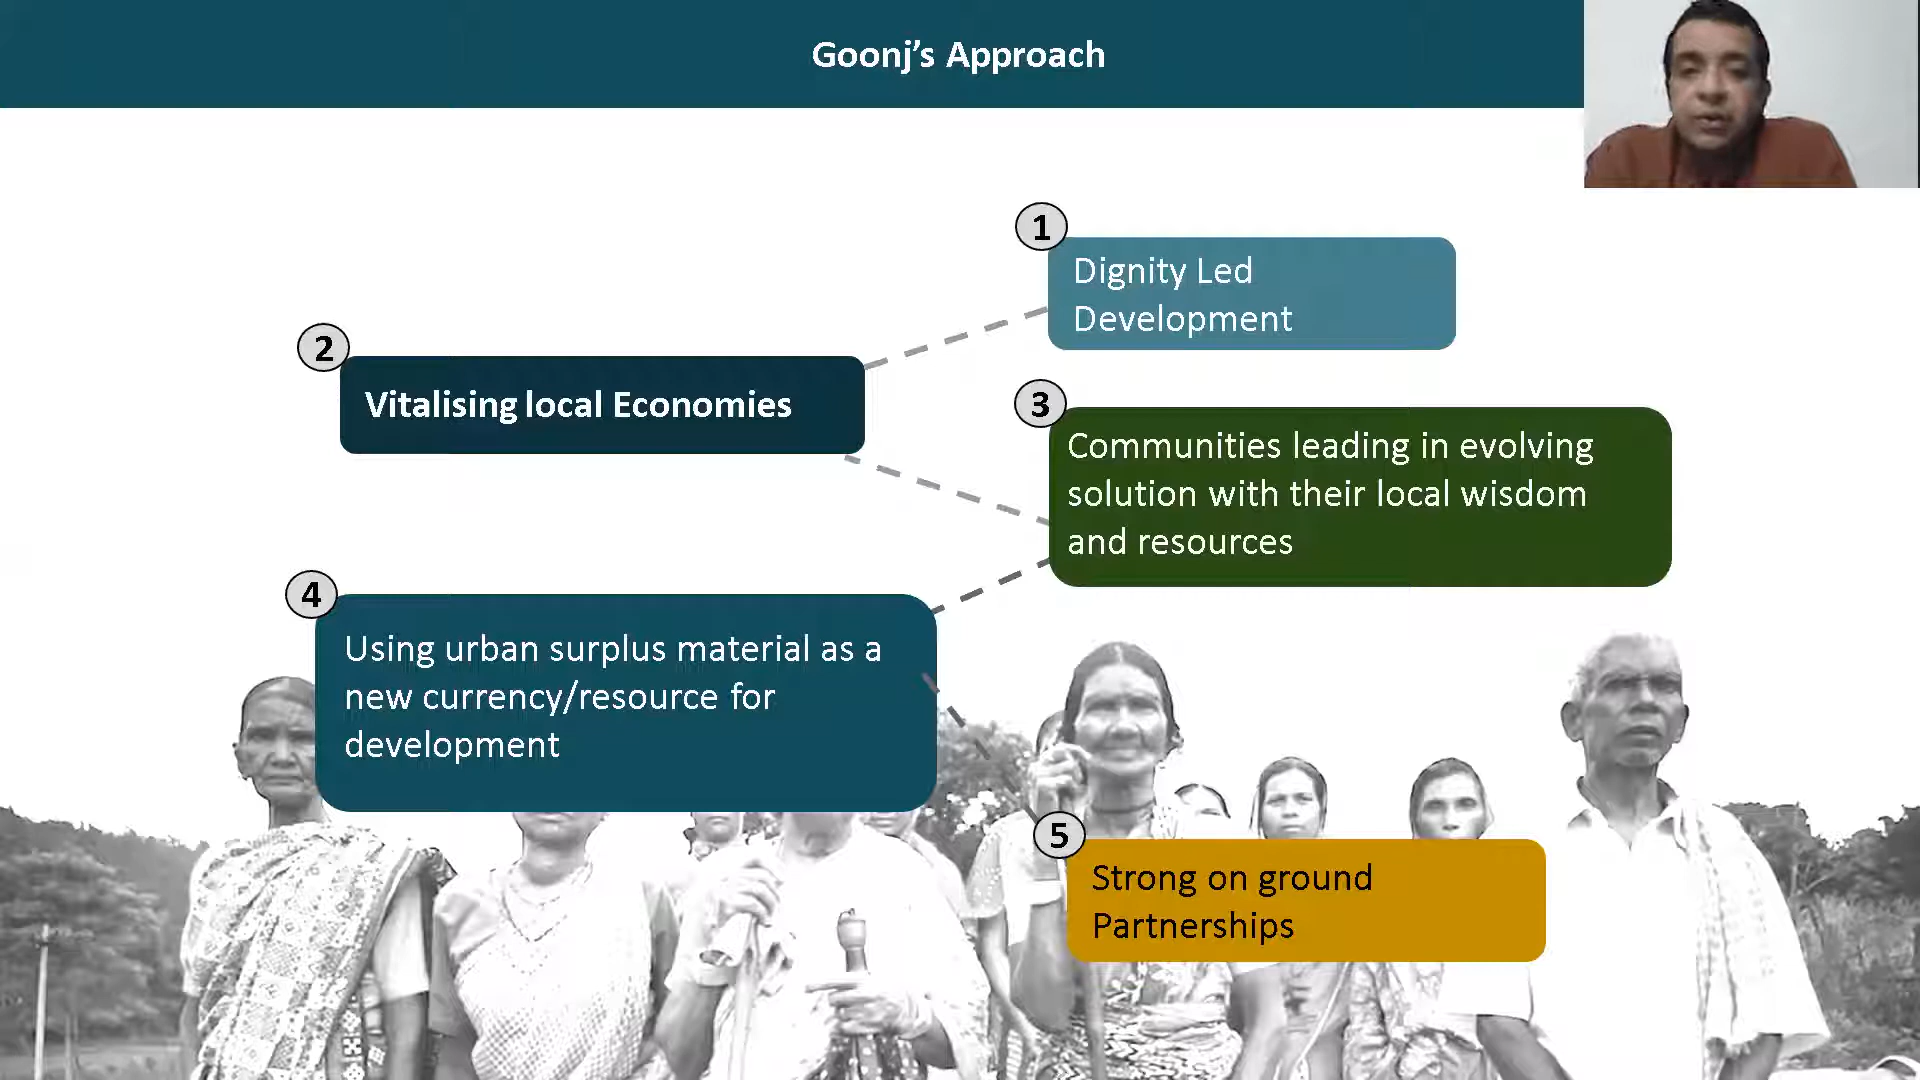 Goonj’s Approach
1
Dignity Led
Development
2
Vitalising local Economies
3
Communities leading in evolving
solution with their local wisdom
and resources
4
Using urban surplus material as a
new currency/resource for
development
5
Strong on ground
Partnerships